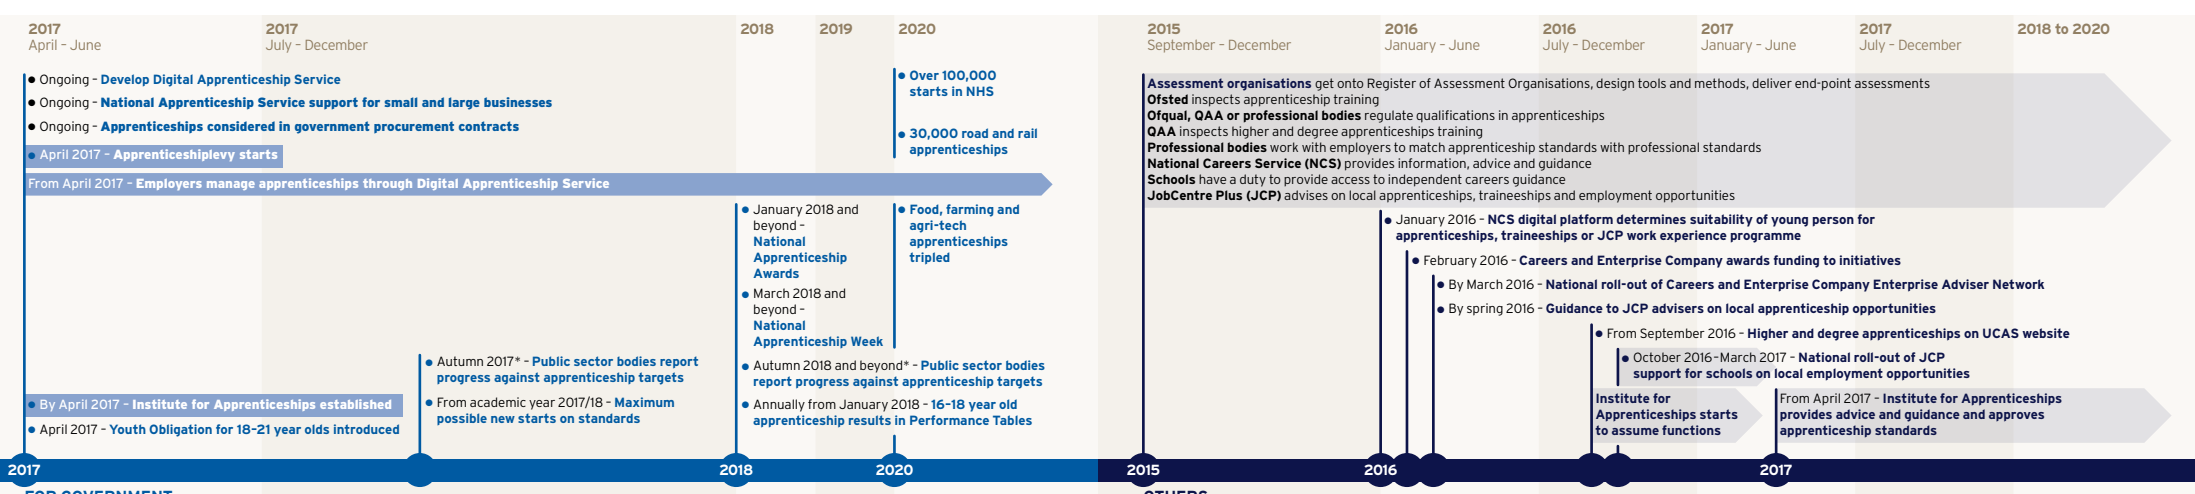 2017
April – June
2017
July – December
2018
2019
2020
Ongoing – Develop Digital Apprenticeship Service
Ongoing – National Apprenticeship Service support for small and large businesses
Ongoing – Apprenticeships considered in government procurement contracts
April 2017 – Apprenticeshiplevy starts
From April 2017 – Employers manage apprenticeships through Digital Apprenticeship Service
Over 100,000
starts in NHS
30,000 road and rail
apprenticeships
January 2018 and
beyond –
National
Apprenticeship
Awards
March 2018 and
beyond –
National
Apprenticeship Week
Food, farming and
agri-tech
apprenticeships
tripled
Autumn 2017* – Public sector bodies report
progress against apprenticeship targets
From academic year 2017/18 – Maximum
possible new starts on standards
Autumn 2018 and beyond* – Public sector bodies
report progress against apprenticeship targets
Annually from January 2018 – 16–18 year old
apprenticeship results in Performance Tables
By April 2017 – Institute for Apprenticeships established
April 2017 – Youth Obligation for 18–21 year olds introduced
2017
2018
2020
FOR GOVERNMENT
2015
September – December
2016
January – June
2016
July – December
2017
January – June
2017
July – December
2018 to 2020
Assessment organisations get onto Register of Assessment Organisations, design tools and methods, deliver end-point assessments
Ofsted inspects apprenticeship training
Ofqual, QAA or professional bodies regulate qualifications in apprenticeships
QAA inspects higher and degree apprenticeships training
Professional bodies work with employers to match apprenticeship standards with professional standards
National Careers Service (NCS) provides information, advice and guidance
Schools have a duty to provide access to independent careers guidance
JobCentre Plus (JCP) advises on local apprenticeships, traineeships and employment opportunities
January 2016 – NCS digital platform determines suitability of young person for
apprenticeships, traineeships or JCP work experience programme
February 2016 – Careers and Enterprise Company awards funding to initiatives
By March 2016 – National roll-out of Careers and Enterprise Company Enterprise Adviser Network
By spring 2016 – Guidance to JCP advisers on local apprenticeship opportunities
From September 2016 – Higher and degree apprenticeships on UCAS website
October 2016–March 2017 – National roll-out of JCP
support for schools on local employment opportunities
Institute for
Apprenticeships starts
to assume functions
From April 2017 – Institute for Apprenticeships
provides advice and guidance and approves
apprenticeship standards
2015
2016
2017
OTHERS